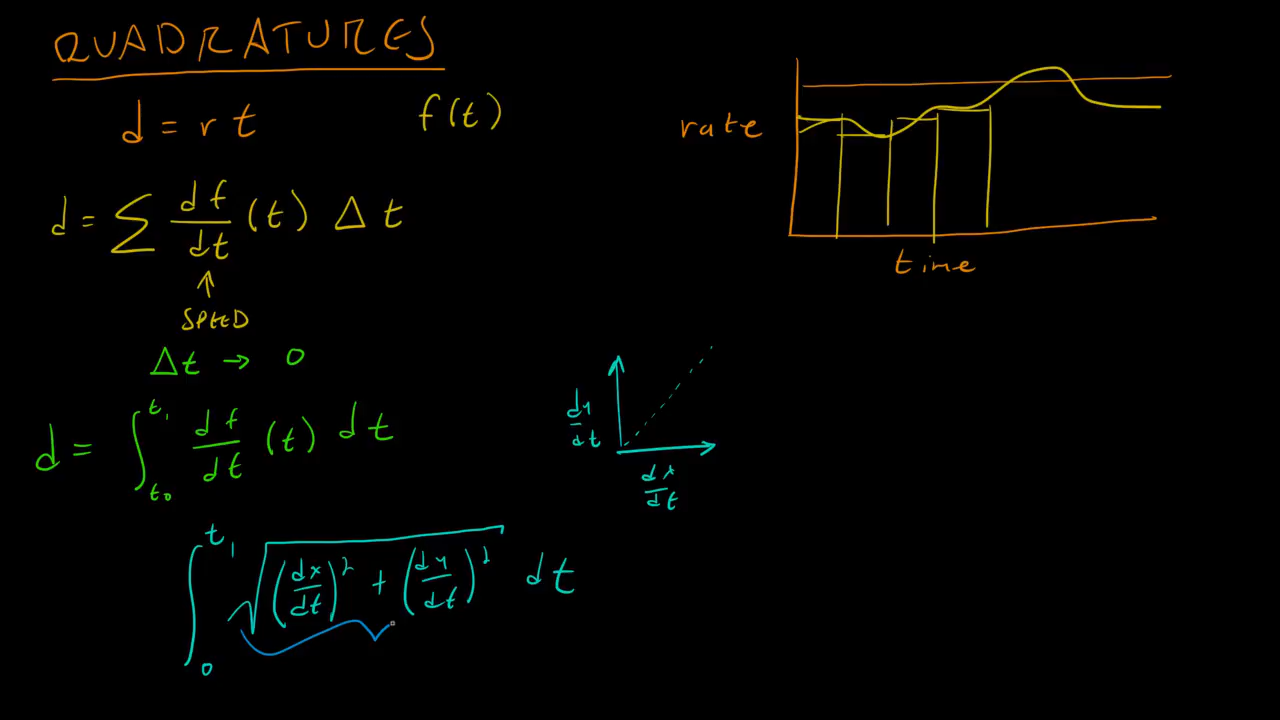 QUADRATURES
d = r t
f(t)
d = ∑ df/dt (t) Δt
↑
SPEED
Δt → 0
d = ∫_{t0}^{t1} df/dt (t) dt
∫_0^{t1} √((dx/dt)² + (dy/dt)²) dt
rate
time
dy/dt
dx/dt